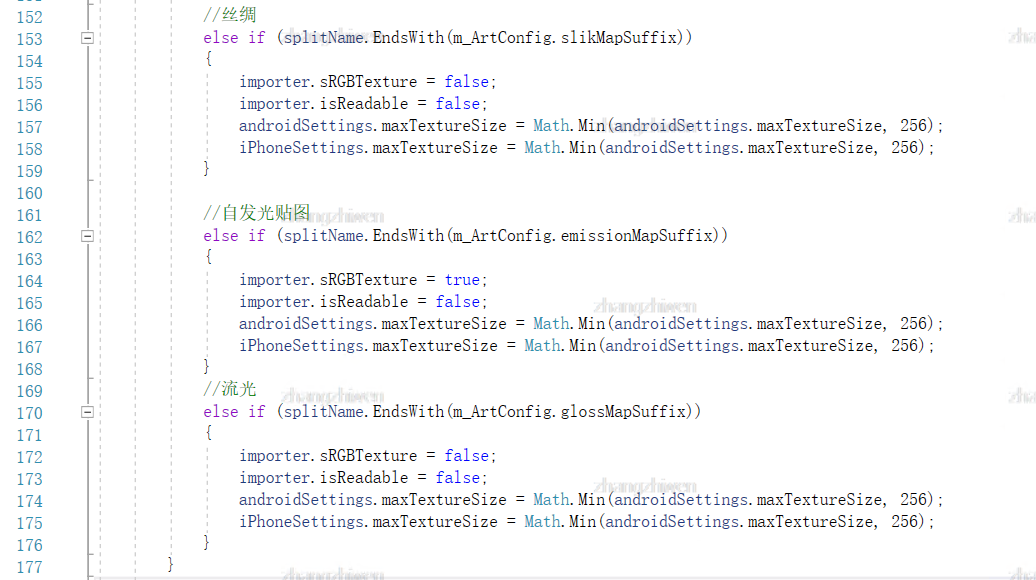 152 //丝绸
153 else if (splitName.EndsWith(m_ArtConfig.slikMapSuffix))
154 {
155 importer.sRGBTexture = false;
156 importer.isReadable = false;
157 androidSettings.maxTextureSize = Math.Min(androidSettings.maxTextureSize, 256);
158 iPhoneSettings.maxTextureSize = Math.Min(androidSettings.maxTextureSize, 256);
159 }
160
161 //自发光贴图
162 else if (splitName.EndsWith(m_ArtConfig.emissionMapSuffix))
163 {
164 importer.sRGBTexture = true;
165 importer.isReadable = false;
166 androidSettings.maxTextureSize = Math.Min(androidSettings.maxTextureSize, 256);
167 iPhoneSettings.maxTextureSize = Math.Min(androidSettings.maxTextureSize, 256);
168 }
169 //流光
170 else if (splitName.EndsWith(m_ArtConfig.glossMapSuffix))
171 {
172 importer.sRGBTexture = false;
173 importer.isReadable = false;
174 androidSettings.maxTextureSize = Math.Min(androidSettings.maxTextureSize, 256);
175 iPhoneSettings.maxTextureSize = Math.Min(androidSettings.maxTextureSize, 256);
176 }
177 }
zhangzhiwen